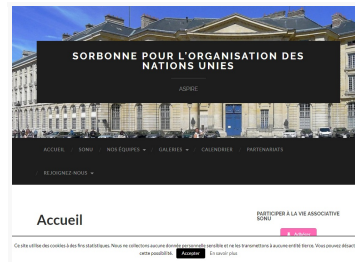 SORBONNE POUR L'ORGANISATION DES
NATIONS UNIES
ASPIRE
ACCUEIL / SONU / NOS ÉQUIPES / GALERIES / CALENDRIER / PARTENARIATS
/ REJOIGNEZ-NOUS
Accueil
PARTICIPER À LA VIE ASSOCIATIVE
SONU
Adhésion
Ce site utilise des cookies à des fins statistiques. Nous ne collectons aucune donnée personnelle sensible et ne les transmettons à aucune entité tierce. Vous pouvez désact
cette possibilité. Accepter En savoir plus